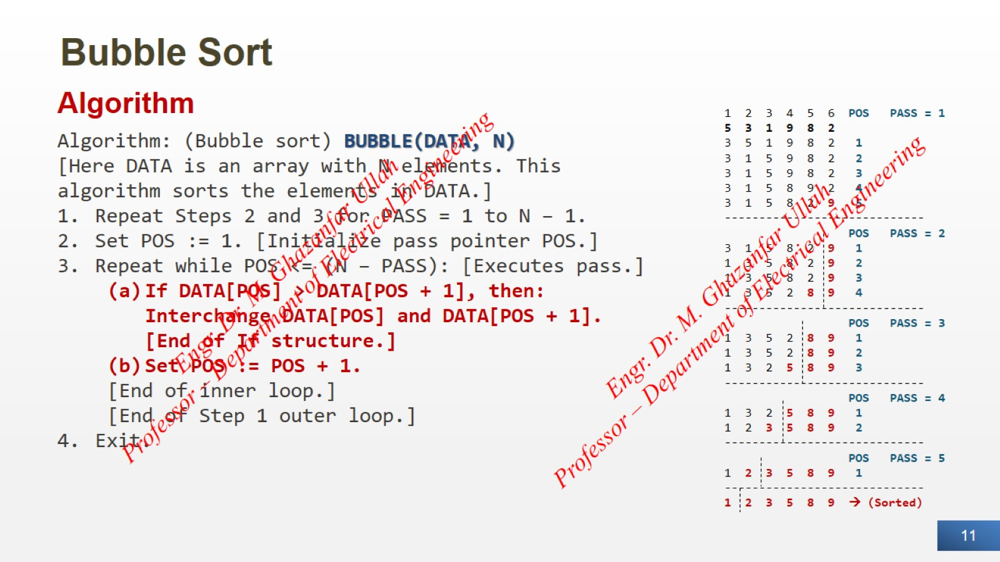 Bubble Sort
Algorithm
Algorithm: (Bubble sort) BUBBLE(DATA, N)
[Here DATA is an array with N elements. This
algorithm sorts the elements in DATA.]
1. Repeat Steps 2 and 3 for PASS = 1 to N – 1.
2. Set POS := 1. [Initialize pass pointer POS.]
3. Repeat while POS <= (N – PASS): [Executes pass.]
(a) If DATA[POS] > DATA[POS + 1], then:
Interchange DATA[POS] and DATA[POS + 1].
[End of If structure.]
(b) Set POS := POS + 1.
[End of inner loop.]
[End of Step 1 outer loop.]
4. Exit.
Engr. Dr. M. Ghazanfar Ullah
Professor – Department of Electrical Engineering
1 2 3 4 5 6 POS PASS = 1
5 3 1 9 8 2
3 5 1 9 8 2 1
3 1 5 9 8 2 2
3 1 5 9 8 2 3
3 1 5 8 9 2 4
3 1 5 8 2 9 5
POS PASS = 2
3 1 5 8 2 9 1
1 3 5 8 2 9 2
1 3 5 8 2 9 3
1 3 5 2 8 9 4
POS PASS = 3
1 3 5 2 8 9 1
1 3 5 2 8 9 2
1 3 2 5 8 9 3
POS PASS = 4
1 3 2 5 8 9 1
1 2 3 5 8 9 2
POS PASS = 5
1 2 3 5 8 9 1
1 2 3 5 8 9 → (Sorted)
Engr. Dr. M. Ghazanfar Ullah
Professor – Department of Electrical Engineering
11